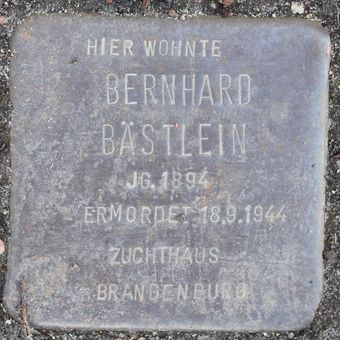 HIER WOHNTE
BERNHARD
BÄSTLEIN
JG. 1894
ERMORDET 18.9.1944
ZUCHTHAUS
BRANDENBURG